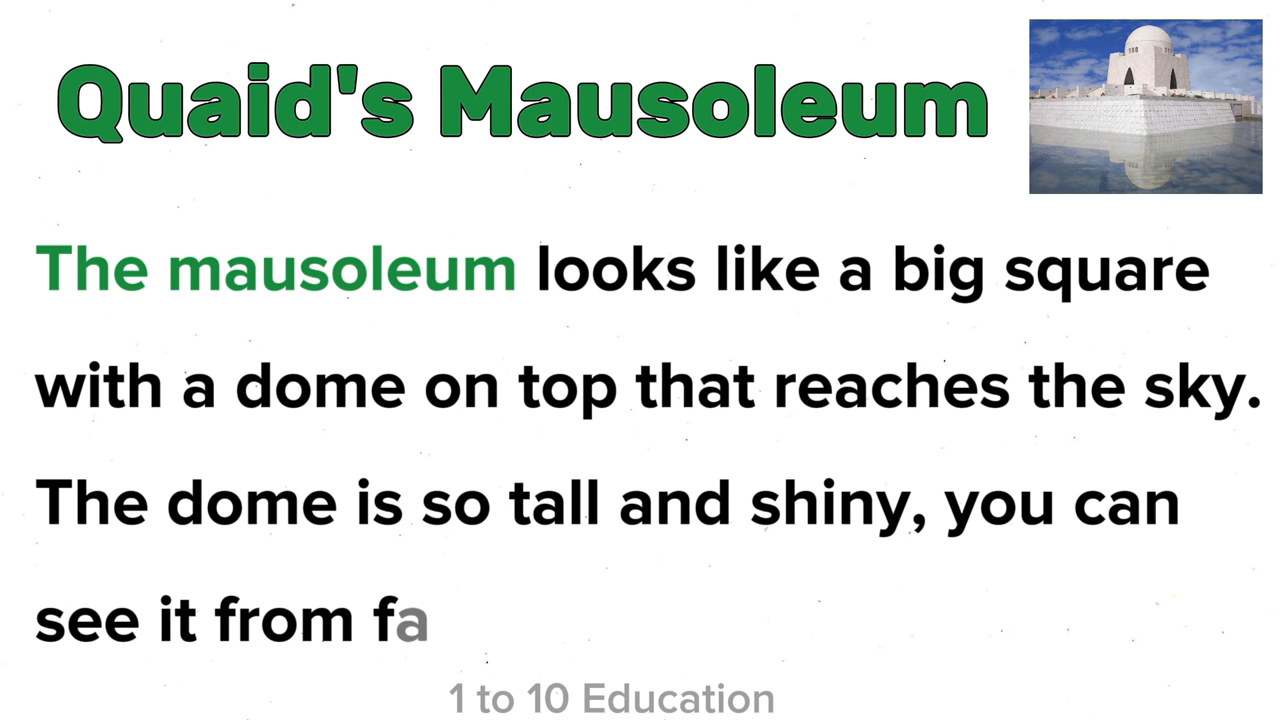 Quaid's Mausoleum
The mausoleum looks like a big square
with a dome on top that reaches the sky.
The dome is so tall and shiny, you can
see it from fa
1 to 10 Education